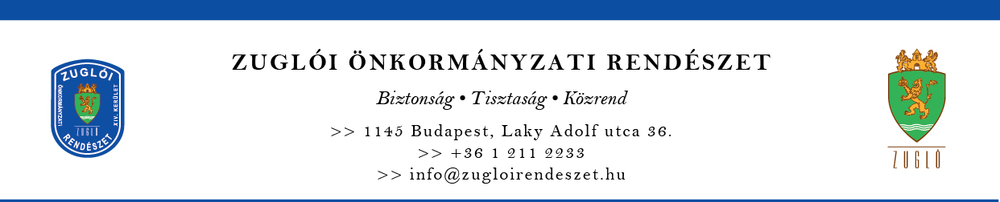 ZUGLÓI ÖNKORMÁNYZATI RENDÉSZET
Biztonság • Tisztaság • Közrend
>> 1145 Budapest, Laky Adolf utca 36.
>> +36 1 211 2233
>> info@zugloirendeszet.hu
ZUGLÓI
ÖNKORMÁNYZATI
XIV. KERÜLET
ZUGLÓ
RENDÉSZET
ZUGLÓ